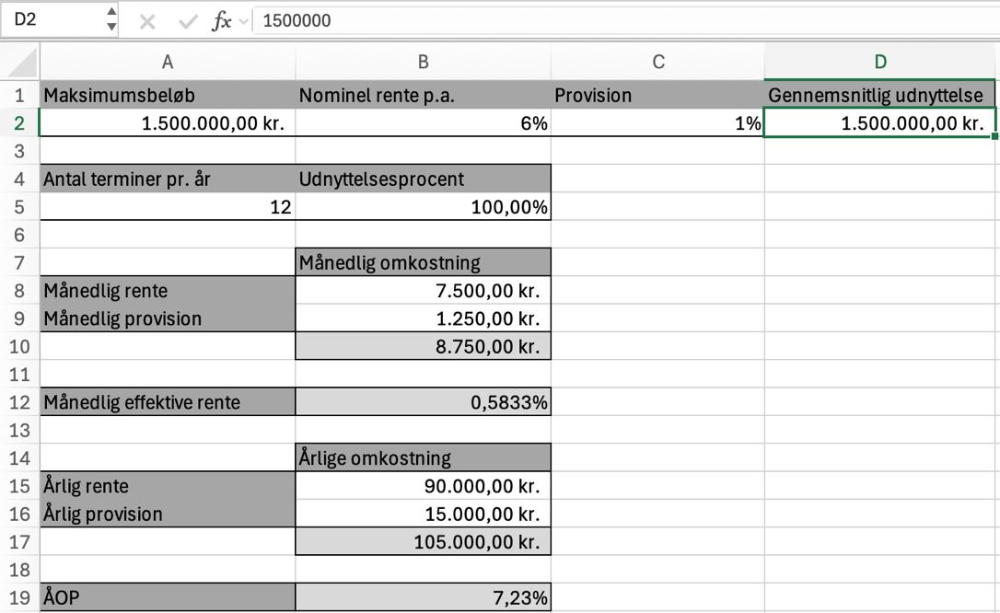 D2 fx 1500000
A B C D
1 Maksimumsbeløb Nominel rente p.a. Provision Gennemsnitlig udnyttelse
2 1.500.000,00 kr. 6% 1% 1.500.000,00 kr.
3
4 Antal terminer pr. år Udnyttelsesprocent
5 12 100,00%
6
7 Månedlig omkostning
8 Månedlig rente 7.500,00 kr.
9 Månedlig provision 1.250,00 kr.
10 8.750,00 kr.
11
12 Månedlig effektive rente 0,5833%
13
14 Årlige omkostning
15 Årlig rente 90.000,00 kr.
16 Årlig provision 15.000,00 kr.
17 105.000,00 kr.
18
19 ÅOP 7,23%